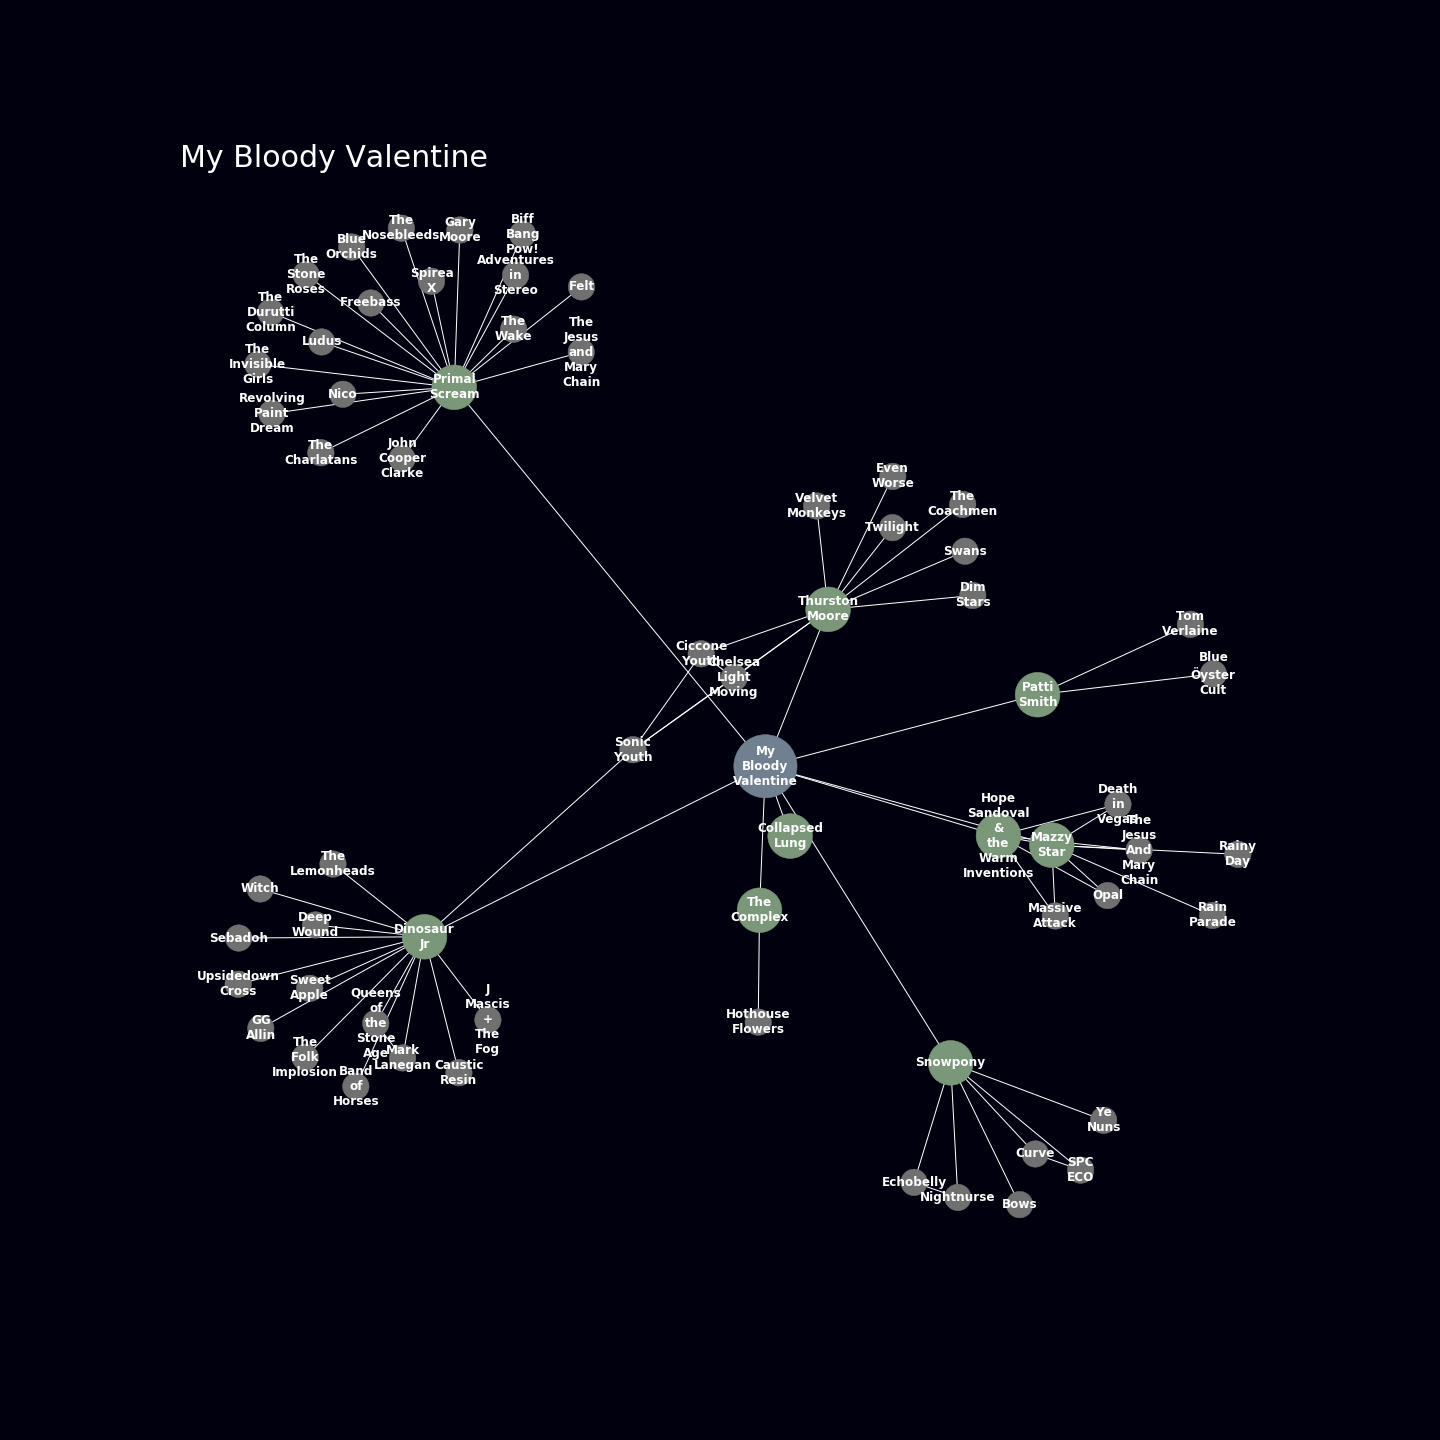 My Bloody Valentine
The
Nosebleeds
Gary
Moore
Biff
Bang
Pow!
Blue
Orchids
The
Stone
Roses
Spirea
X
Adventures
in
Stereo
Felt
The
Durutti
Column
Freebass
The
Wake
Ludus
The
Jesus
and
Mary
Chain
The
Invisible
Girls
Primal
Scream
Nico
Revolving
Paint
Dream
The
Charlatans
John
Cooper
Clarke
Even
Worse
Velvet
Monkeys
The
Coachmen
Twilight
Swans
Dim
Stars
Thurston
Moore
Tom
Verlaine
Ciccone
Youth
Chelsea
Light
Moving
Blue
Öyster
Cult
Patti
Smith
Sonic
Youth
My
Bloody
Valentine
Collapsed
Lung
Hope
Sandoval
&
the
Warm
Inventions
Mazzy
Star
Death
in
Vegas
The
Jesus
And
Mary
Chain
Rainy
Day
Opal
Massive
Attack
Rain
Parade
The
Complex
Hothouse
Flowers
The
Lemonheads
Witch
Deep
Wound
Sebadoh
Dinosaur
Jr
Upsidedown
Cross
Sweet
Apple
Queens
of
the
Stone
Age
J
Mascis
+
The
Fog
GG
Allin
The
Folk
Implosion
Mark
Lanegan
Band
of
Horses
Caustic
Resin
Snowpony
Ye
Nuns
Curve
SPC
ECO
Echobelly
Nightnurse
Bows